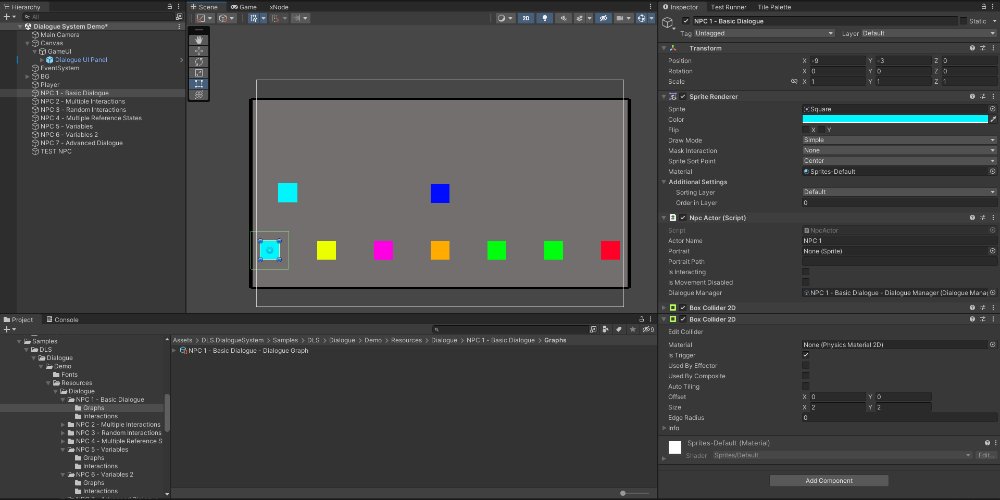 Hierarchy
All
Dialogue System Demo*
Main Camera
Canvas
GameUI
Dialogue UI Panel
EventSystem
BG
Player
NPC 1 - Basic Dialogue
NPC 2 - Multiple Interactions
NPC 3 - Random Interactions
NPC 4 - Multiple Reference States
NPC 5 - Variables
NPC 6 - Variables 2
NPC 7 - Advanced Dialogue
TEST NPC
Scene Game xNode
2D
Project Console
9
Samples
DLS
Dialogue
Demo
Fonts
Resources
Dialogue
NPC 1 - Basic Dialogue
Graphs
Interactions
NPC 2 - Multiple Interactions
NPC 3 - Random Interactions
NPC 4 - Multiple Reference S
NPC 5 - Variables
Graphs
Interactions
NPC 6 - Variables 2
Graphs
Interactions
Assets > DLS.DialogueSystem > Samples > DLS > Dialogue > Demo > Resources > Dialogue > NPC 1 - Basic Dialogue > Graphs
NPC 1 - Basic Dialogue - Dialogue Graph
Inspector Test Runner Tile Palette
NPC 1 - Basic Dialogue Static
Tag Untagged Layer Default
Transform
Position X -9 Y -3 Z 0
Rotation X 0 Y 0 Z 0
Scale X 1 Y 1 Z 1
Sprite Renderer
Sprite Square
Color
Flip X Y
Draw Mode Simple
Mask Interaction None
Sprite Sort Point Center
Material Sprites-Default
Additional Settings
Sorting Layer Default
Order in Layer 0
# Npc Actor (Script)
Script NpcActor
Actor Name NPC 1
Portrait None (Sprite)
Portrait Path
Is Interacting
Is Movement Disabled
Dialogue Manager NPC 1 - Basic Dialogue - Dialogue Manager (Dialogue Manag
Box Collider 2D
Box Collider 2D
Edit Collider
Material None (Physics Material 2D)
Is Trigger
Used By Effector
Used By Composite
Auto Tiling
Offset X 0 Y 0
Size X 2 Y 2
Edge Radius 0
Info
Sprites-Default (Material)
Shader Sprites/Default Edit...
Add Component